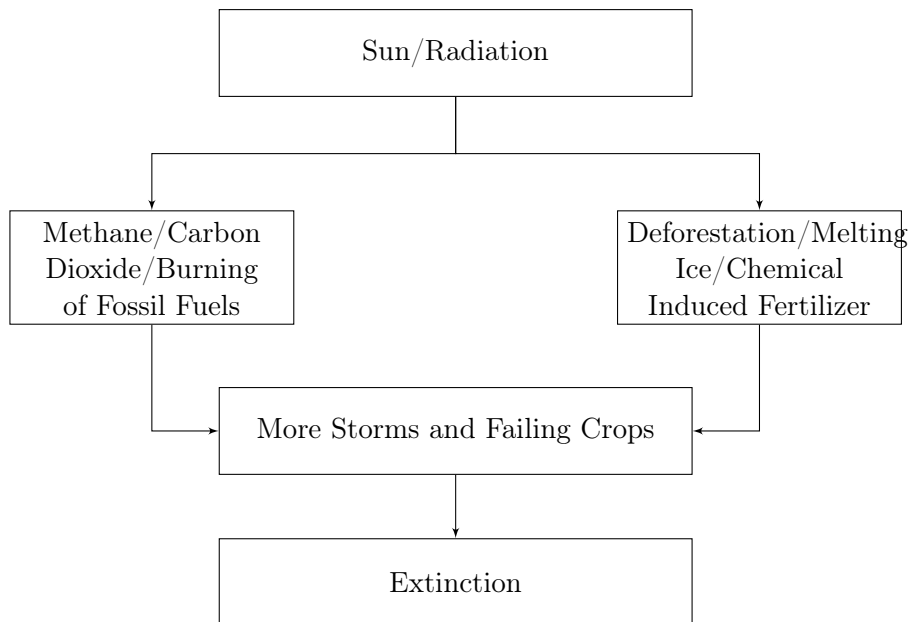 Sun/Radiation
Methane/Carbon
Dioxide/Burning
of Fossil Fuels
Deforestation/Melting
Ice/Chemical
Induced Fertilizer
More Storms and Failing Crops
Extinction